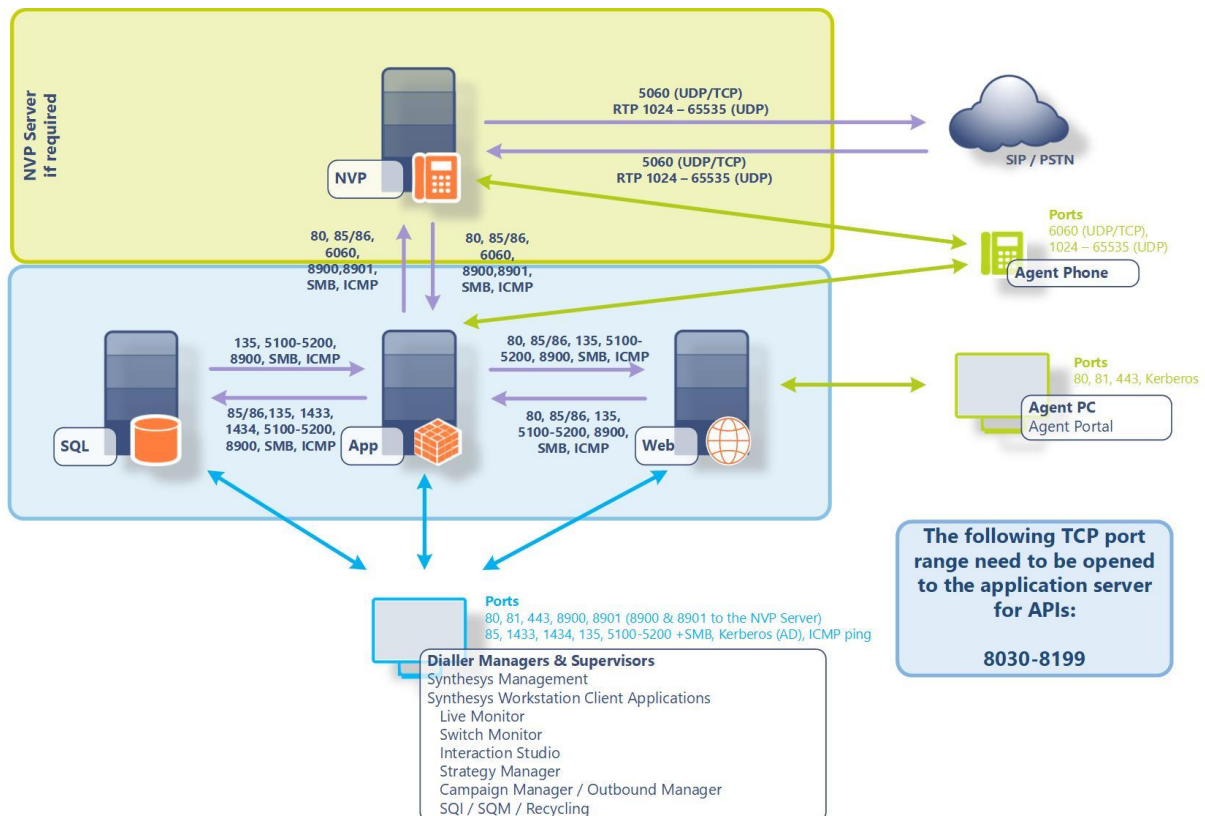 NVP Server
if required
NVP
5060 (UDP/TCP)
RTP 1024 – 65535 (UDP)
5060 (UDP/TCP)
RTP 1024 – 65535 (UDP)
SIP / PSTN
Ports
6060 (UDP/TCP),
1024 – 65535 (UDP)
Agent Phone
80, 85/86,
6060,
8900,8901,
SMB, ICMP
80, 85/86,
6060,
8900,8901,
SMB, ICMP
SQL
135, 5100-5200,
8900, SMB, ICMP
85/86,135, 1433,
1434, 5100-5200,
8900, SMB, ICMP
App
80, 85/86, 135, 5100-
5200, 8900, SMB, ICMP
80, 85/86, 135,
5100-5200, 8900,
SMB, ICMP
Web
Ports
80, 81, 443, Kerberos
Agent PC
Agent Portal
The following TCP port
range need to be opened
to the application server
for APIs:
8030-8199
Ports
80, 81, 443, 8900, 8901 (8900 & 8901 to the NVP Server)
85, 1433, 1434, 135, 5100-5200 +SMB, Kerberos (AD), ICMP ping
Dialler Managers & Supervisors
Synthesys Management
Synthesys Workstation Client Applications
Live Monitor
Switch Monitor
Interaction Studio
Strategy Manager
Campaign Manager / Outbound Manager
SQI / SQM / Recycling